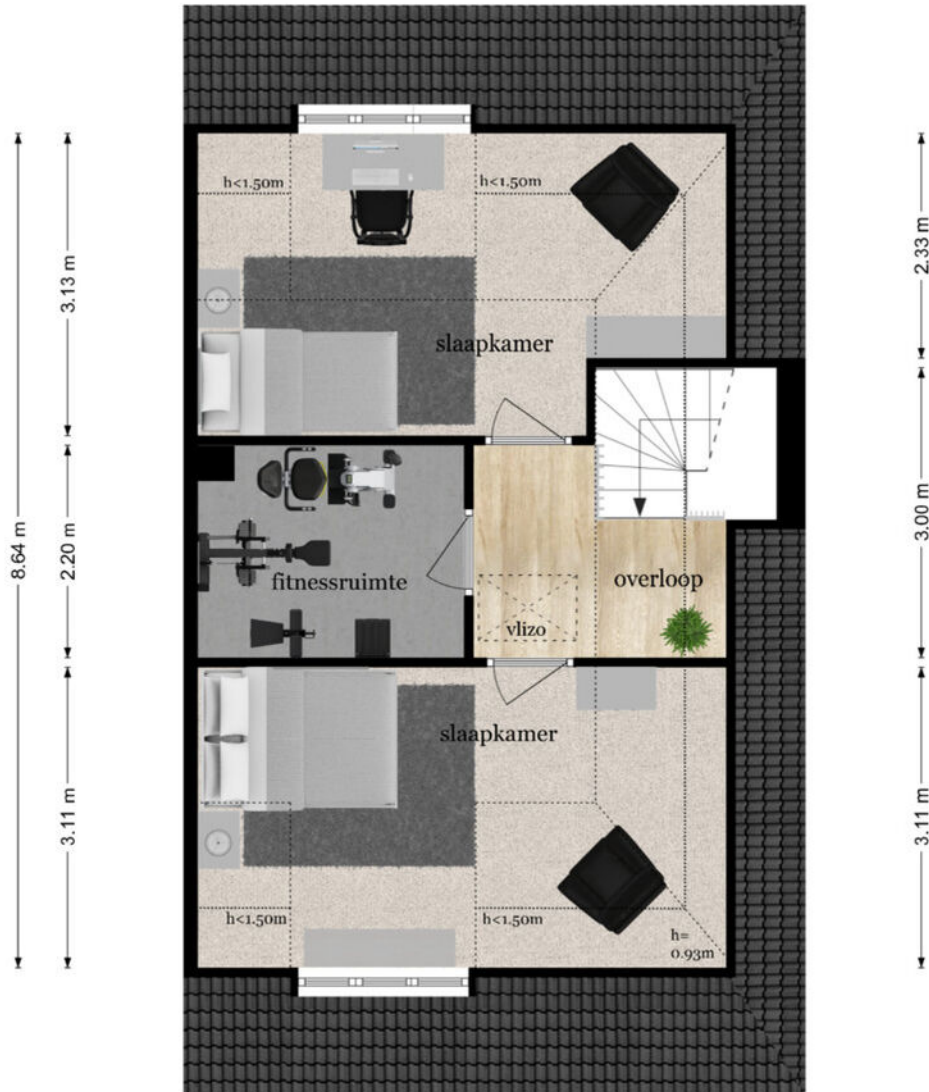 h<1.50m
h<1.50m
2.33 m
3.13 m
slaapkamer
8.64 m
2.20 m
3.00 m
fitnessruimte
overloop
vlizo
slaapkamer
3.11 m
3.11 m
h<1.50m
h<1.50m
h=
0.93m